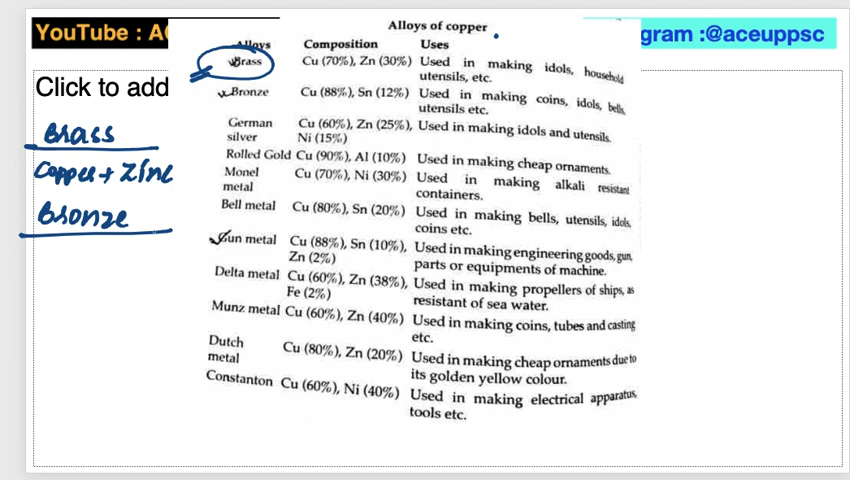 YouTube : A
gram :@aceuppsc
Click to add
Brass
Copper + Zinc
Bronze
Alloys of copper
Alloys Composition Uses
Brass Cu (70%), Zn (30%) Used in making idols, household
utensils, etc.
Bronze Cu (88%), Sn (12%) Used in making coins, idols, bells,
utensils etc.
German Cu (60%), Zn (25%), Used in making idols and utensils.
silver Ni (15%)
Rolled Gold Cu (90%), Al (10%) Used in making cheap ornaments.
Monel Cu (70%), Ni (30%) Used in making alkali resistant
metal containers.
Bell metal Cu (80%), Sn (20%) Used in making bells, utensils, idols,
coins etc.
Gun metal Cu (88%), Sn (10%), Used in making engineering goods, gun,
Zn (2%) parts or equipments of machine.
Delta metal Cu (60%), Zn (38%), Used in making propellers of ships, as
Fe (2%) resistant of sea water.
Munz metal Cu (60%), Zn (40%) Used in making coins, tubes and casting
etc.
Dutch Cu (80%), Zn (20%) Used in making cheap ornaments due to
metal its golden yellow colour.
Constanton Cu (60%), Ni (40%) Used in making electrical apparatus,
tools etc.